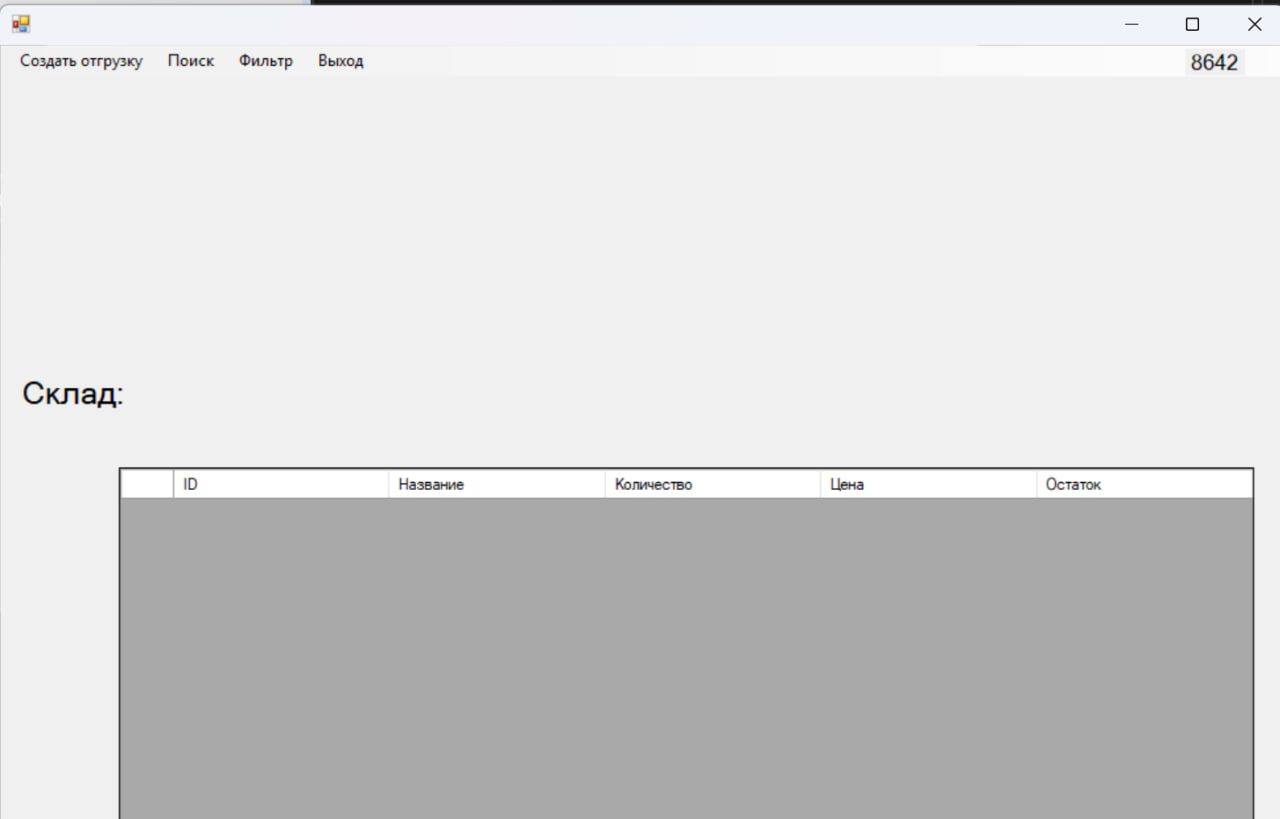 Создать отгрузку Поиск Фильтр Выход 8642
Склад:
ID Название Количество Цена Остаток